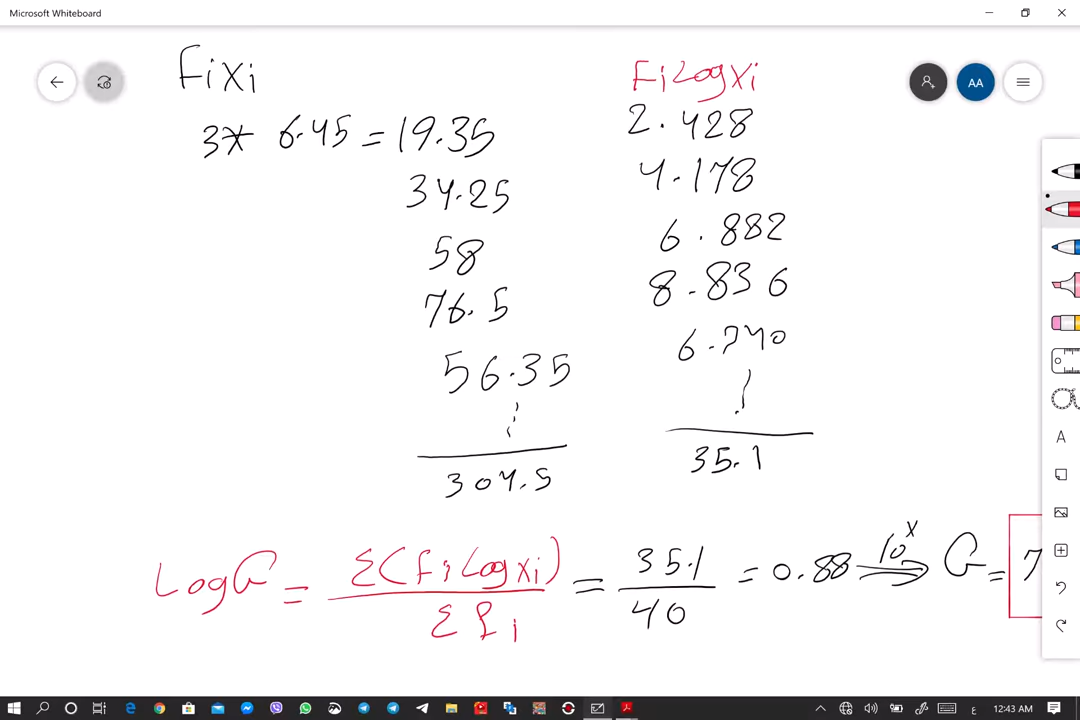 Microsoft Whiteboard
AA
Fixi
3* 6.45 = 19.35
34.25
58
76.5
56.35
304.5
FiLogxi
2.428
4.178
6.882
8.836
6.740
35.1
LogG = Σ(fiLogxi) / Σfi = 35.1 / 40 = 0.88 10^x ⇒ G = 7
A
12:43 AM
ع